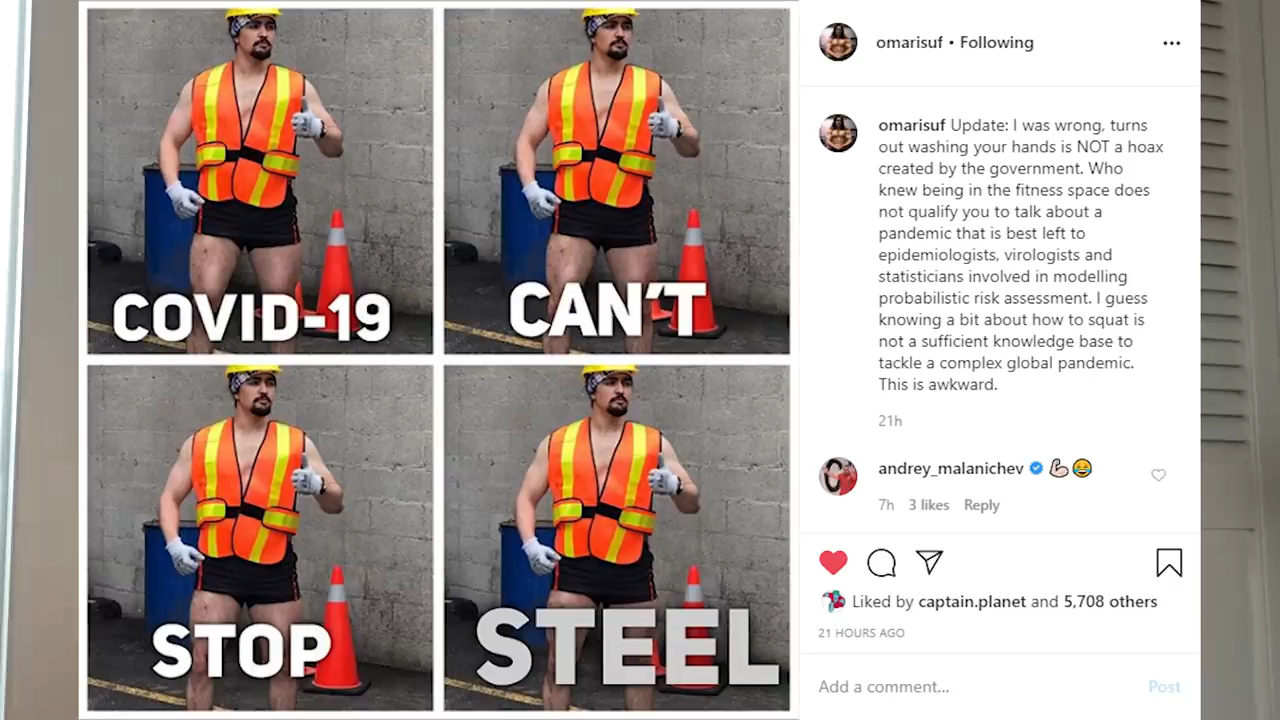 COVID-19
CAN'T
STOP
STEEL
omarisuf • Following
omarisuf Update: I was wrong, turns
out washing your hands is NOT a hoax
created by the government. Who
knew being in the fitness space does
not qualify you to talk about a
pandemic that is best left to
epidemiologists, virologists and
statisticians involved in modelling
probabilistic risk assessment. I guess
knowing a bit about how to squat is
not a sufficient knowledge base to
tackle a complex global pandemic.
This is awkward.
21h
andrey_malanichev 💪🏻😂
7h 3 likes Reply
Liked by captain.planet and 5,708 others
21 HOURS AGO
Add a comment... Post